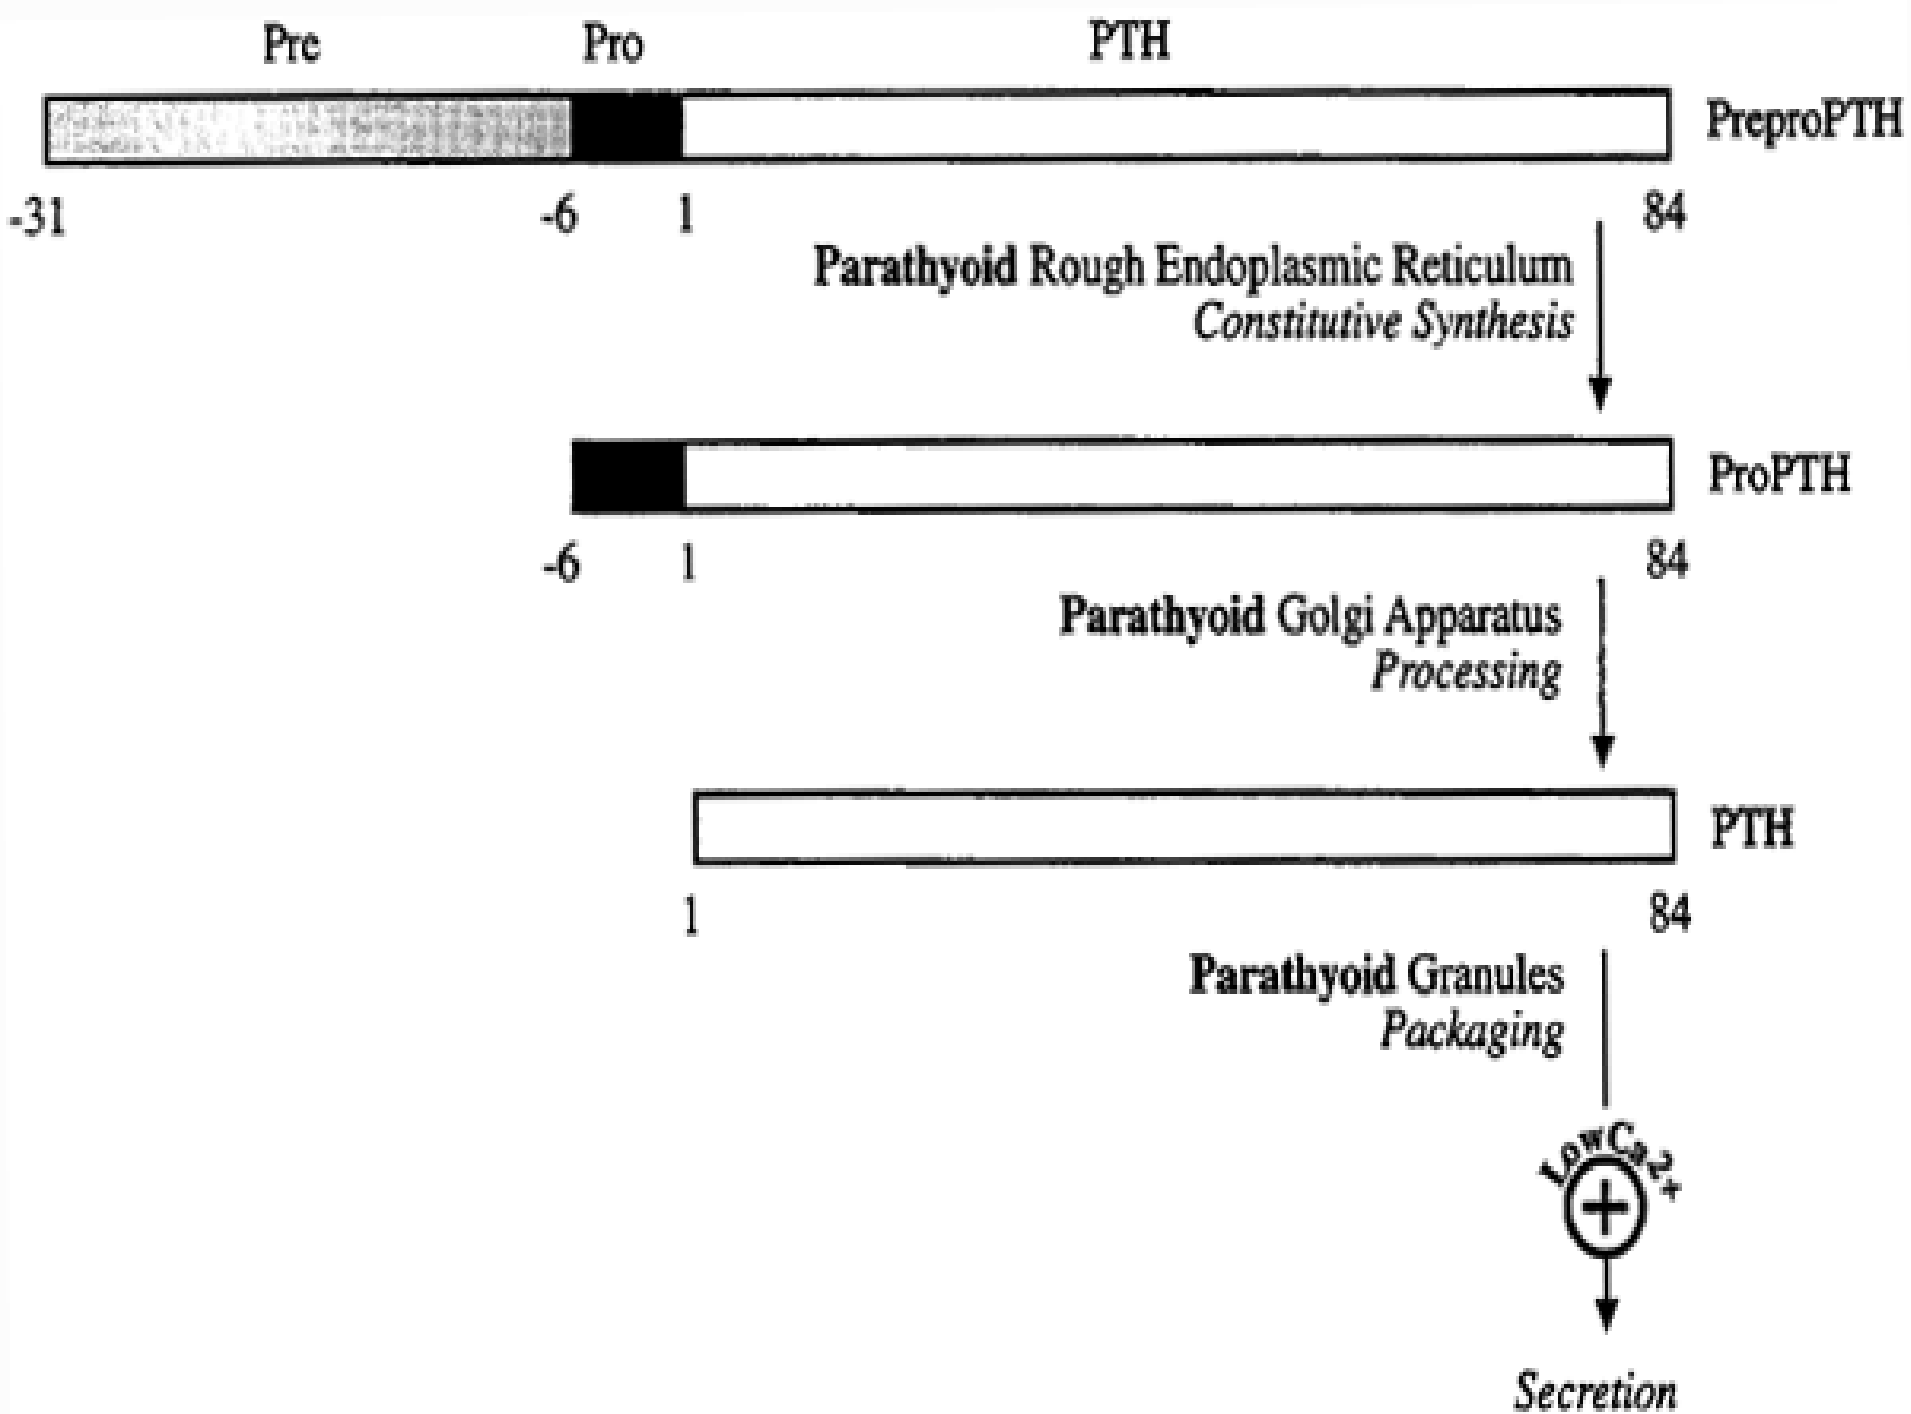 Pre Pro PTH
PreproPTH
-31 -6 1 84
Parathyoid Rough Endoplasmic Reticulum
Constitutive Synthesis
ProPTH
-6 1 84
Parathyoid Golgi Apparatus
Processing
PTH
1 84
Parathyoid Granules
Packaging
LowCa2+
+
Secretion